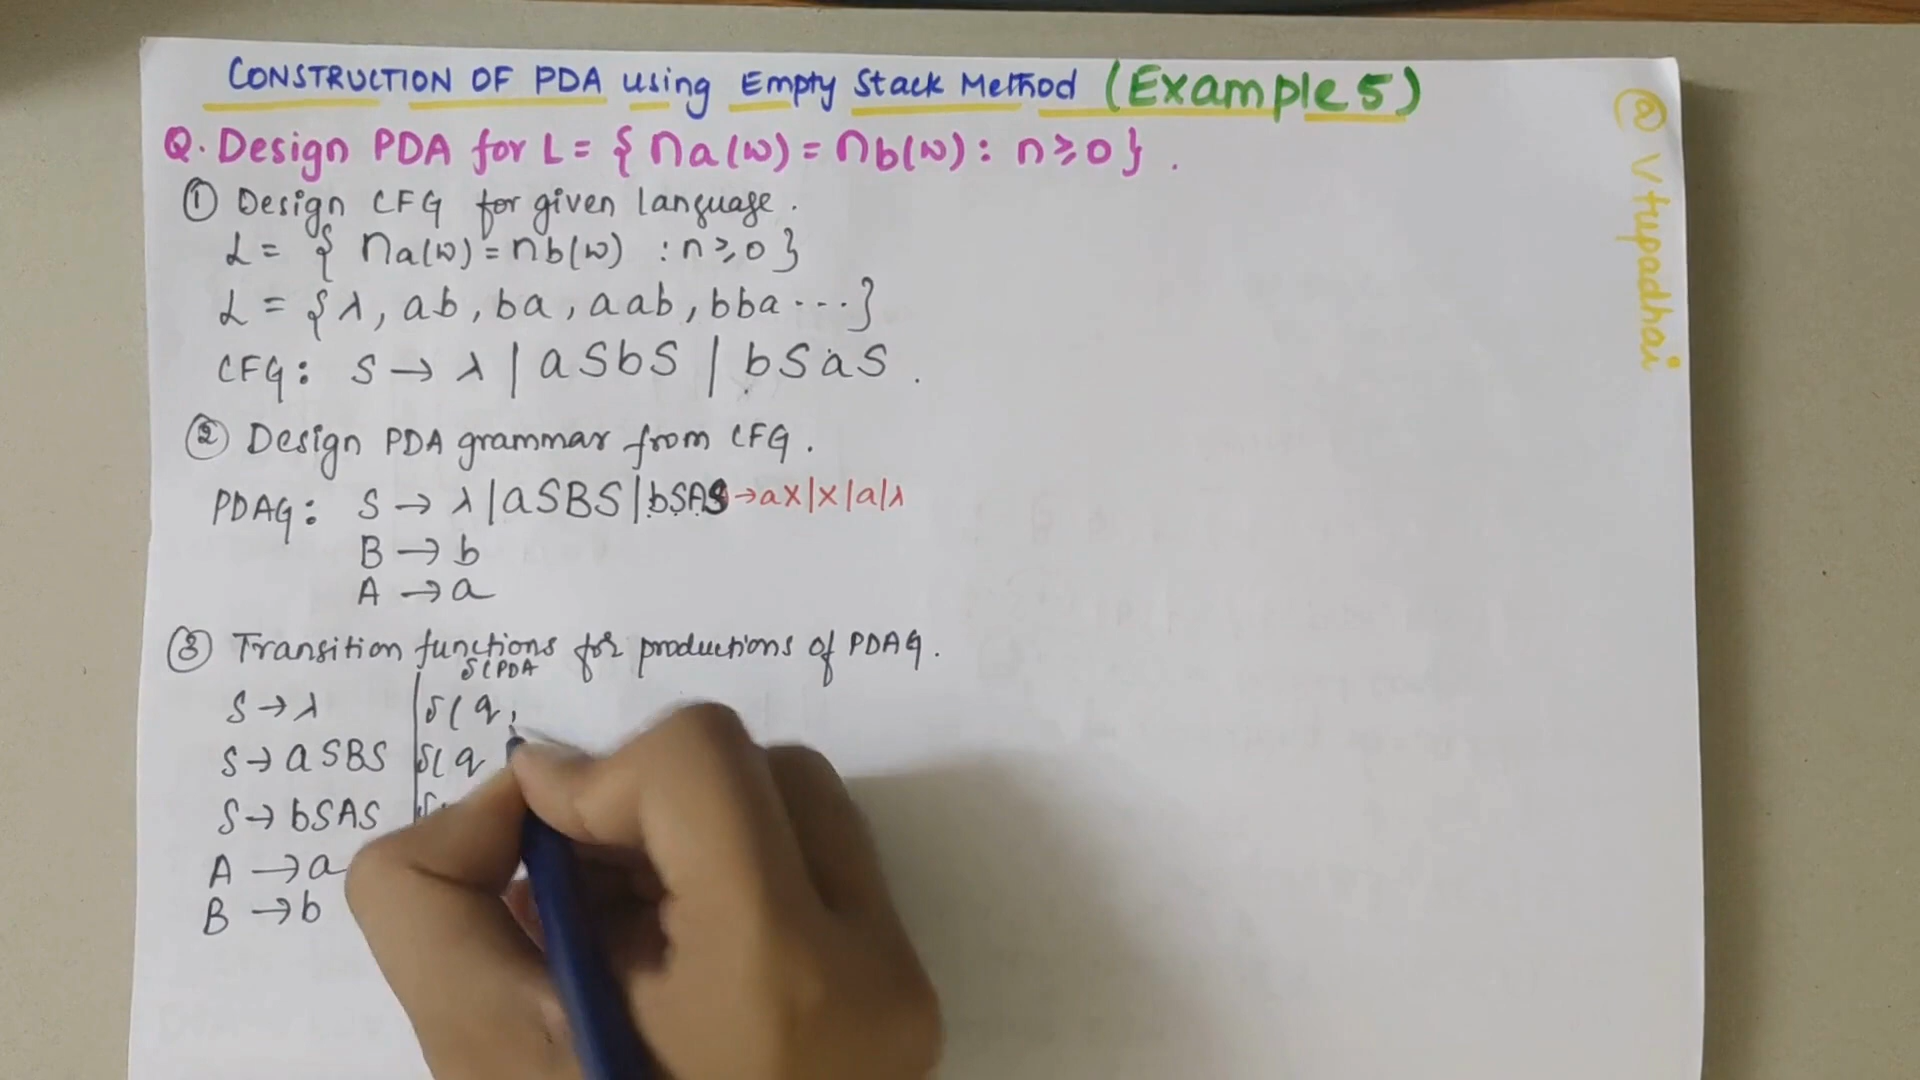 CONSTRUCTION OF PDA using Empty Stack Method (Example 5)
Q. Design PDA for L = { na(w) = nb(w) : n ≥ 0 } .
① Design CFG for given language .
L = { na(w) = nb(w) : n ≥ 0 }
L = { λ, ab, ba, aab, bba ... }
CFG : S → λ | aSbS | bSaS .
② Design PDA grammar from CFG .
PDAG : S → λ | aSBS | bSAS → aX | X | a | λ
B → b
A → a
③ Transition functions for productions of PDAG .
δ(PDA
S → λ | δ( q ,
S → aSBS | δ( q
S → bSAS | δ
A → a
B → b
@ Vtupadhai